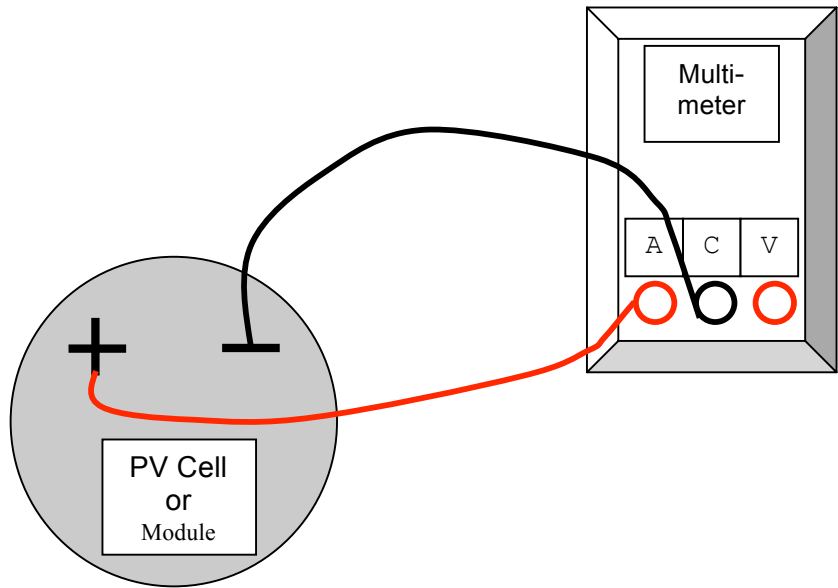 Multi-
meter
A C V
+ −
PV Cell
or
Module